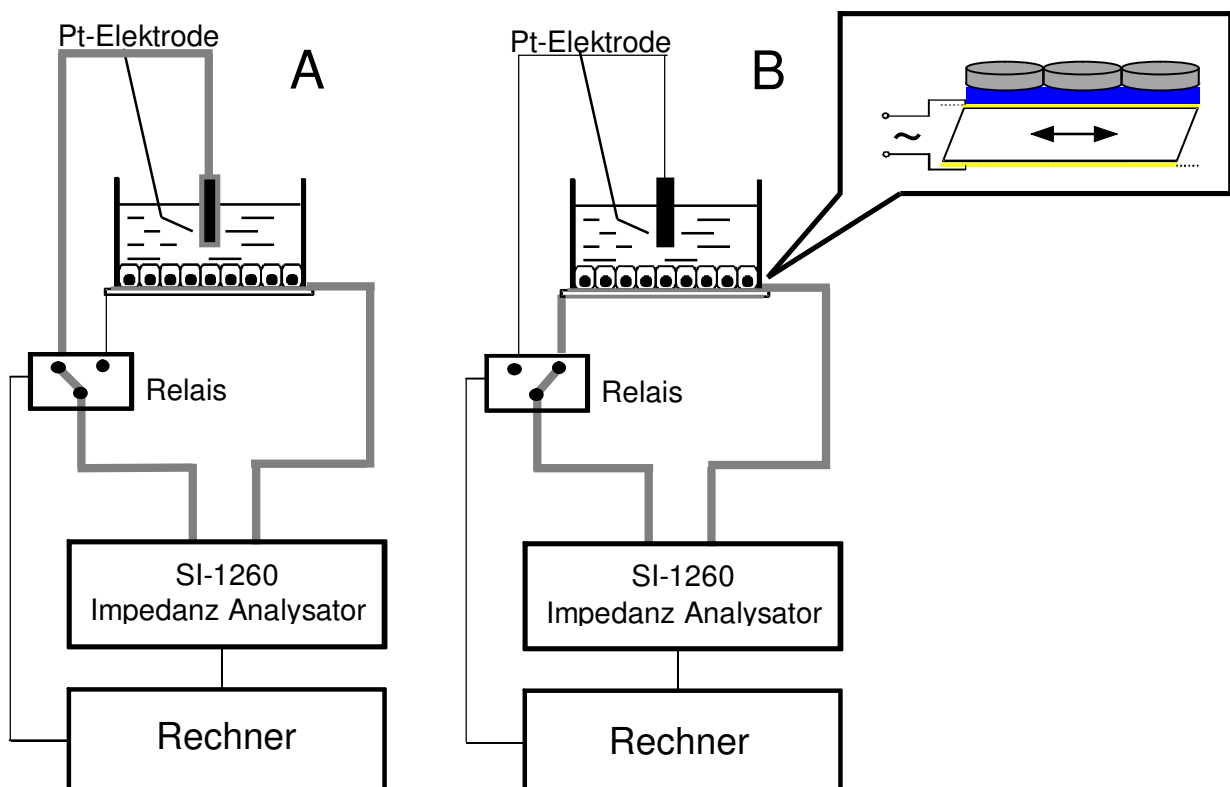 Pt-Elektrode
A
Relais
SI-1260
Impedanz Analysator
Rechner
Pt-Elektrode
B
~
Relais
SI-1260
Impedanz Analysator
Rechner